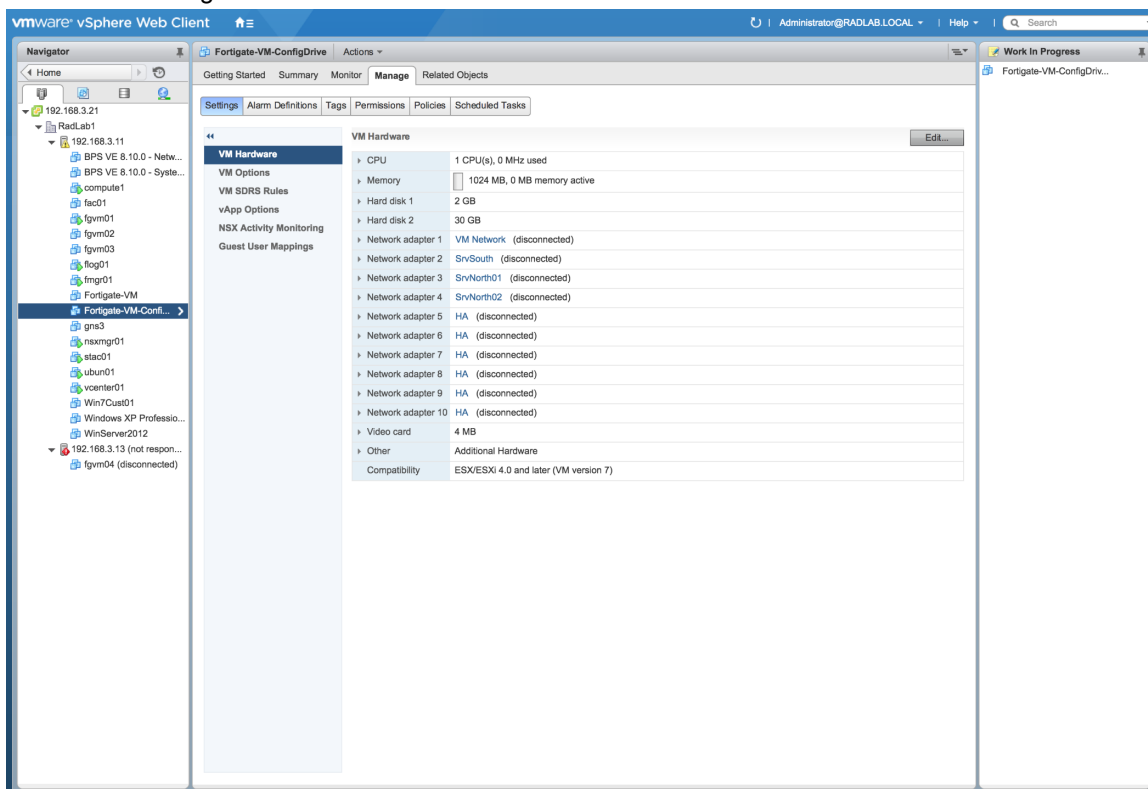 vmware® vSphere Web Client
Administrator@RADLAB.LOCAL
Help
Search
Navigator
Home
192.168.3.21
RadLab1
192.168.3.11
BPS VE 8.10.0 - Netw...
BPS VE 8.10.0 - Syste...
compute1
fac01
fgvm01
fgvm02
fgvm03
flog01
fmgr01
Fortigate-VM
Fortigate-VM-Confi...
gns3
nsxmgr01
stac01
ubun01
vcenter01
Win7Cust01
Windows XP Professio...
WinServer2012
192.168.3.13 (not respon...
fgvm04 (disconnected)
Fortigate-VM-ConfigDrive Actions
Getting Started Summary Monitor Manage Related Objects
Settings Alarm Definitions Tags Permissions Policies Scheduled Tasks
VM Hardware
VM Options
VM SDRS Rules
vApp Options
NSX Activity Monitoring
Guest User Mappings
VM Hardware
Edit...
CPU 1 CPU(s), 0 MHz used
Memory 1024 MB, 0 MB memory active
Hard disk 1 2 GB
Hard disk 2 30 GB
Network adapter 1 VM Network (disconnected)
Network adapter 2 SrvSouth (disconnected)
Network adapter 3 SrvNorth01 (disconnected)
Network adapter 4 SrvNorth02 (disconnected)
Network adapter 5 HA (disconnected)
Network adapter 6 HA (disconnected)
Network adapter 7 HA (disconnected)
Network adapter 8 HA (disconnected)
Network adapter 9 HA (disconnected)
Network adapter 10 HA (disconnected)
Video card 4 MB
Other Additional Hardware
Compatibility ESX/ESXi 4.0 and later (VM version 7)
Work In Progress
Fortigate-VM-ConfigDriv...